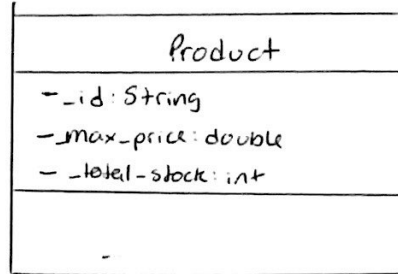 Product
- _id: String
- _max_price: double
- _total_stock: int